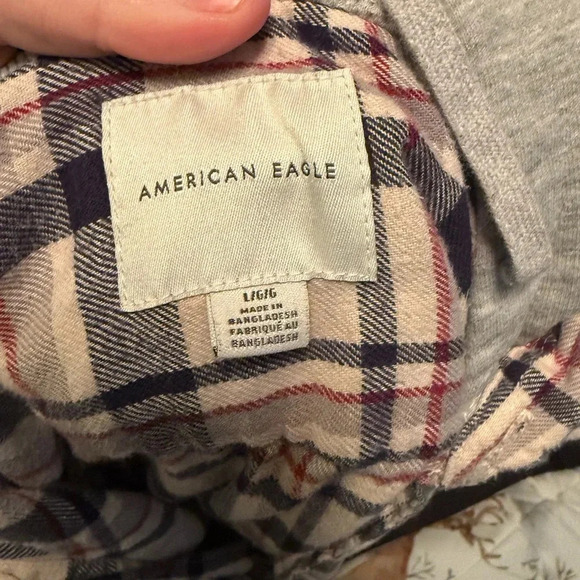 AMERICAN EAGLE
L/G/G
MADE IN
BANGLADESH
FABRIQUÉ AU
BANGLADESH